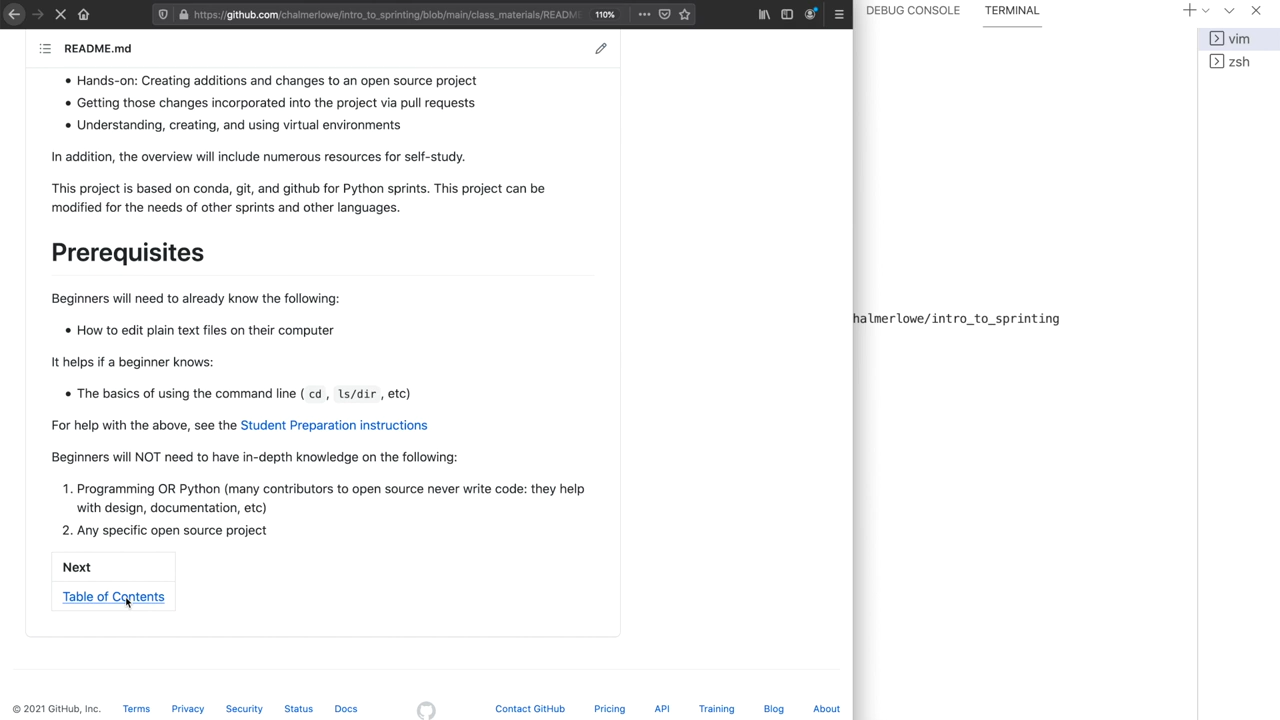 https://github.com/chalmerlowe/intro_to_sprinting/blob/main/class_materials/README
110%
DEBUG CONSOLE
TERMINAL
vim
zsh
README.md
Hands-on: Creating additions and changes to an open source project
Getting those changes incorporated into the project via pull requests
Understanding, creating, and using virtual environments
In addition, the overview will include numerous resources for self-study.
This project is based on conda, git, and github for Python sprints. This project can be
modified for the needs of other sprints and other languages.
Prerequisites
Beginners will need to already know the following:
How to edit plain text files on their computer
It helps if a beginner knows:
The basics of using the command line ( cd , ls/dir , etc)
For help with the above, see the Student Preparation instructions
Beginners will NOT need to have in-depth knowledge on the following:
1. Programming OR Python (many contributors to open source never write code: they help
with design, documentation, etc)
2. Any specific open source project
Next
Table of Contents
© 2021 GitHub, Inc.
Terms
Privacy
Security
Status
Docs
Contact GitHub
Pricing
API
Training
Blog
About
halmerlowe/intro_to_sprinting